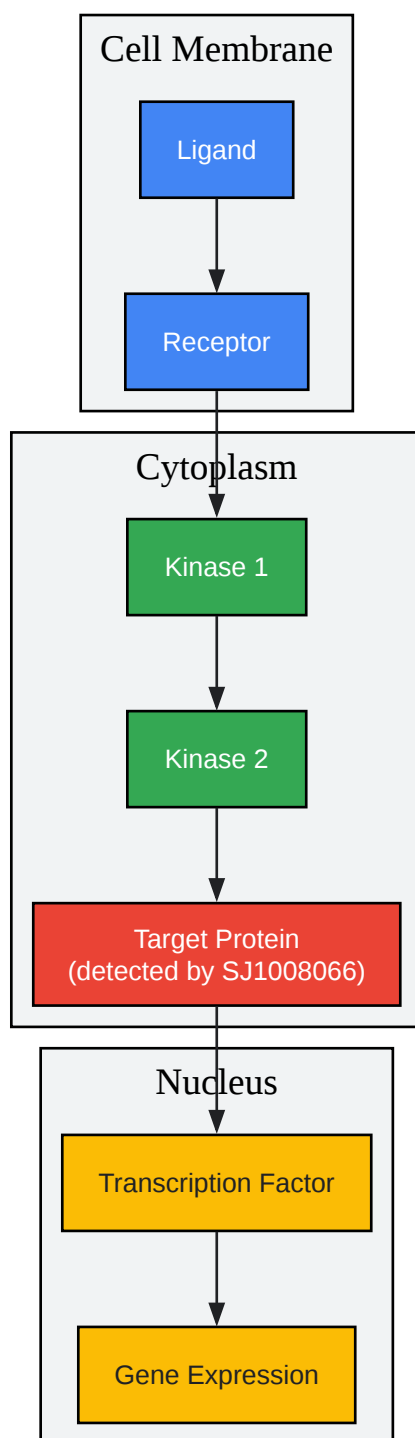 Cell Membrane
Ligand
Receptor
Cytoplasm
Kinase 1
Kinase 2
Target Protein
(detected by SJ1008066)
Nucleus
Transcription Factor
Gene Expression